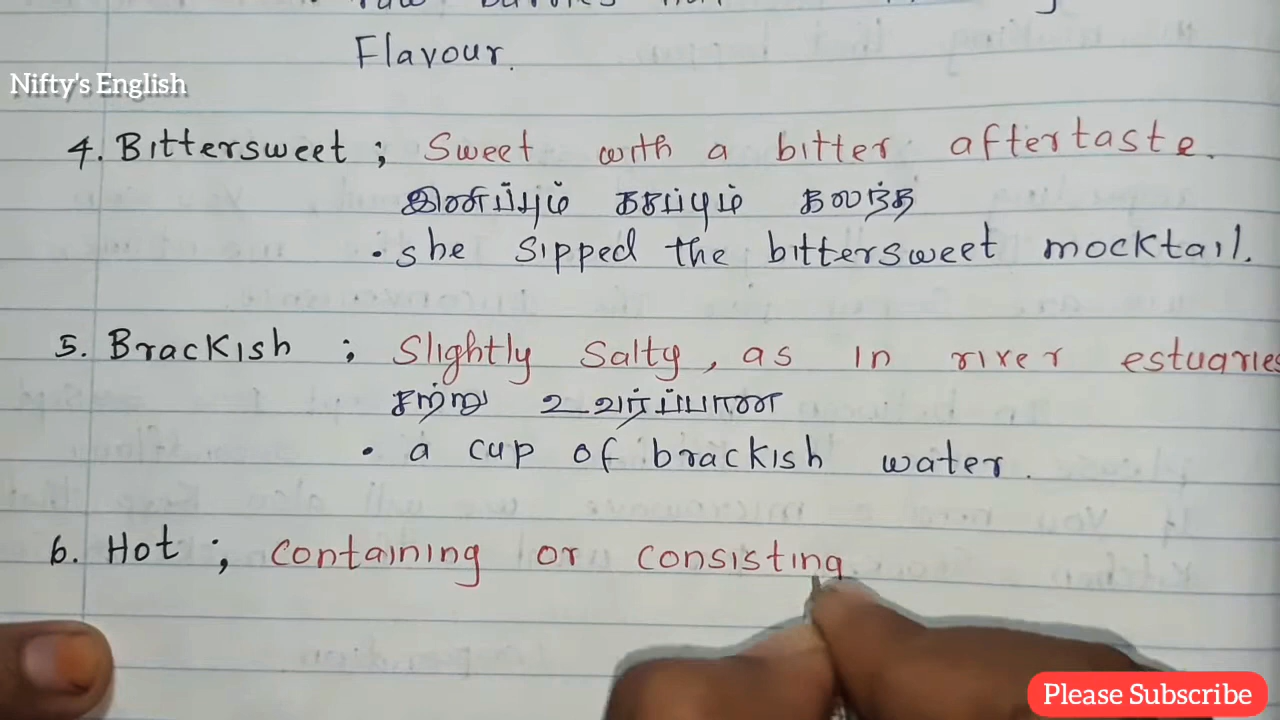 Flavour.
Nifty's English
4. Bittersweet ; Sweet with a bitter aftertaste.
இனிப்பும் கசப்பும் கலந்த
• she sipped the bittersweet mocktail.
5. Brackish ; Slightly salty, as in river estuaries
சற்று உவர்ப்பான
• a cup of brackish water.
6. Hot ; containing or consisting
Please Subscribe